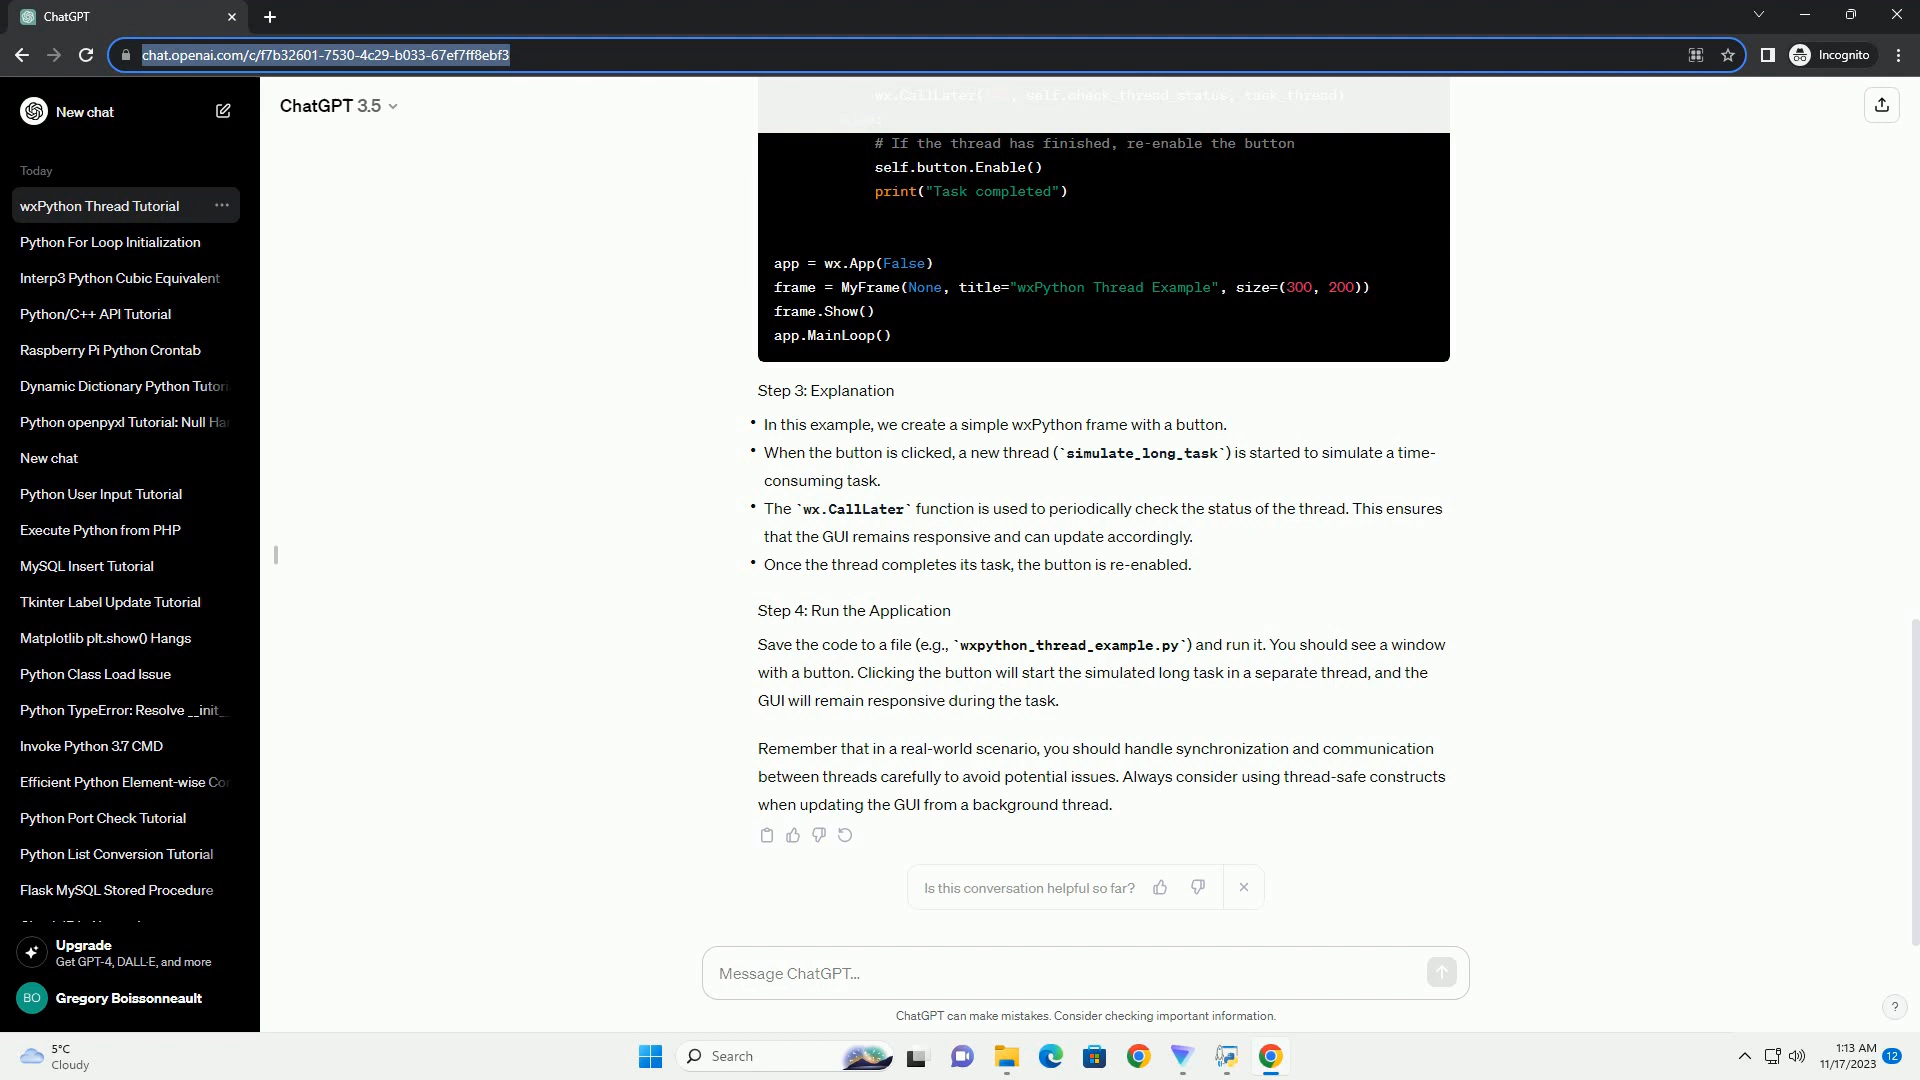 ChatGPT
chat.openai.com/c/f7b32601-7530-4c29-b033-67ef7ff8ebf3
Incognito
New chat
Today
wxPython Thread Tutorial
Python For Loop Initialization
Interp3 Python Cubic Equivalent
Python/C++ API Tutorial
Raspberry Pi Python Crontab
Dynamic Dictionary Python Tutori
Python openpyxl Tutorial: Null Ha
New chat
Python User Input Tutorial
Execute Python from PHP
MySQL Insert Tutorial
Tkinter Label Update Tutorial
Matplotlib plt.show() Hangs
Python Class Load Issue
Python TypeError: Resolve __init_
Invoke Python 3.7 CMD
Efficient Python Element-wise Co
Python Port Check Tutorial
Python List Conversion Tutorial
Flask MySQL Stored Procedure
Upgrade
Get GPT-4, DALL·E, and more
BO
Gregory Boissonneault
ChatGPT 3.5
wx.CallLater(   , self.check_thread_status, task_thread)
# If the thread has finished, re-enable the button
self.button.Enable()
print("Task completed")
app = wx.App(False)
frame = MyFrame(None, title="wxPython Thread Example", size=(300, 200))
frame.Show()
app.MainLoop()
Step 3: Explanation
• In this example, we create a simple wxPython frame with a button.
• When the button is clicked, a new thread (`simulate_long_task`) is started to simulate a time-
consuming task.
• The `wx.CallLater` function is used to periodically check the status of the thread. This ensures
that the GUI remains responsive and can update accordingly.
• Once the thread completes its task, the button is re-enabled.
Step 4: Run the Application
Save the code to a file (e.g., `wxpython_thread_example.py`) and run it. You should see a window
with a button. Clicking the button will start the simulated long task in a separate thread, and the
GUI will remain responsive during the task.
Remember that in a real-world scenario, you should handle synchronization and communication
between threads carefully to avoid potential issues. Always consider using thread-safe constructs
when updating the GUI from a background thread.
Is this conversation helpful so far?
Message ChatGPT...
ChatGPT can make mistakes. Consider checking important information.
?
5°C
Cloudy
Search
1:13 AM
11/17/2023
12